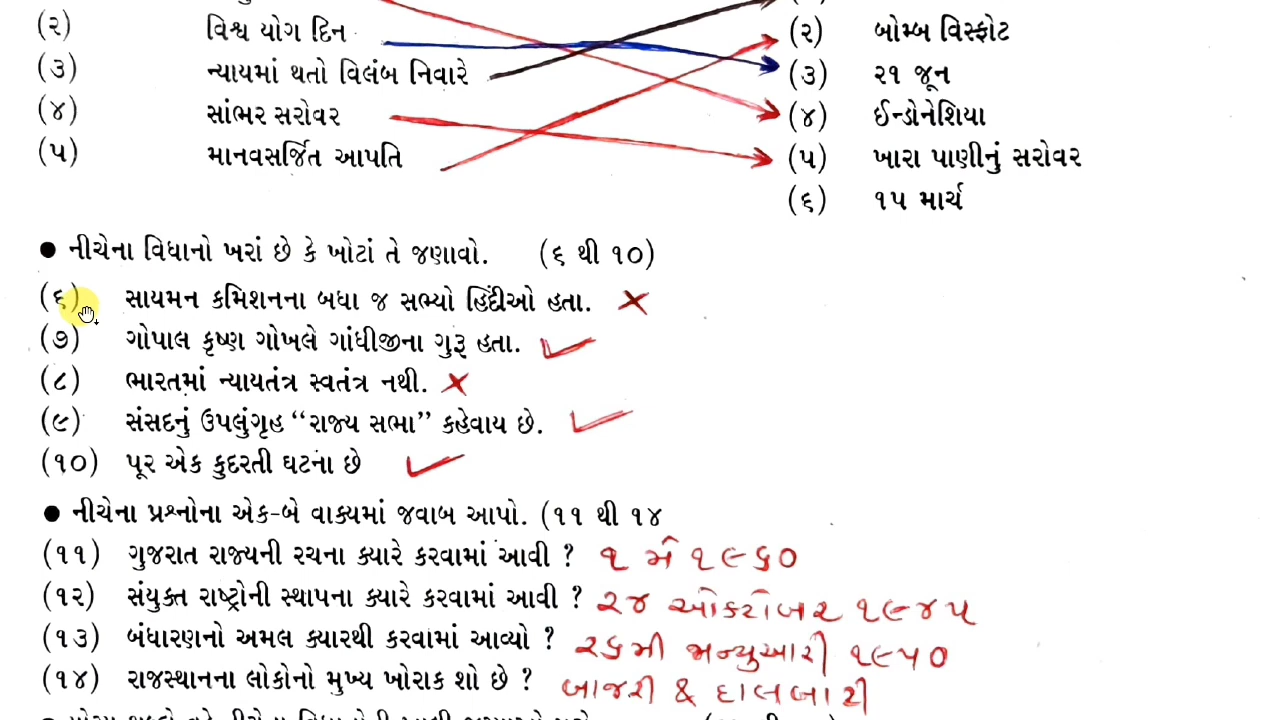 (૨) વિશ્વ યોગ દિન (૨) બોમ્બ વિસ્ફોટ
(૩) ન્યાયમાં થતો વિલંબ નિવારે (૩) ૨૧ જૂન
(૪) સાંભર સરોવર (૪) ઈન્ડોનેશિયા
(૫) માનવસર્જિત આપતિ (૫) ખારા પાણીનું સરોવર
(૬) ૧૫ માર્ચ
● નીચેના વિધાનો ખરાં છે કે ખોટાં તે જણાવો. (૬ થી ૧૦)
(૬) સાયમન કમિશનના બધા જ સભ્યો હિંદીઓ હતા. ✗
(૭) ગોપાલ કૃષ્ણ ગોખલે ગાંધીજીના ગુરૂ હતા. ✓
(૮) ભારતમાં ન્યાયતંત્ર સ્વતંત્ર નથી. ✗
(૯) સંસદનું ઉપલુંગૃહ “રાજ્ય સભા” કહેવાય છે. ✓
(૧૦) પૂર એક કુદરતી ઘટના છે ✓
● નીચેના પ્રશ્નોના એક-બે વાક્યમાં જવાબ આપો. (૧૧ થી ૧૪
(૧૧) ગુજરાત રાજ્યની રચના ક્યારે કરવામાં આવી ? ૧ મે ૧૯૬૦
(૧૨) સંયુક્ત રાષ્ટ્રોની સ્થાપના ક્યારે કરવામાં આવી ? ૨૪ ઓક્ટોબર ૧૯૪૫
(૧૩) બંધારણનો અમલ ક્યારથી કરવામાં આવ્યો ? ૨૬મી જાન્યુઆરી ૧૯૫૦
(૧૪) રાજસ્થાનના લોકોનો મુખ્ય ખોરાક શો છે ? બાજરી & દાલબાટી